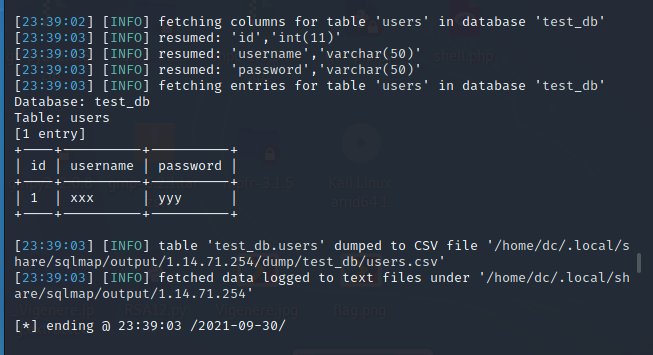 [23:39:02] [INFO] fetching columns for table 'users' in database 'test_db'
[23:39:03] [INFO] resumed: 'id','int(11)'
[23:39:03] [INFO] resumed: 'username','varchar(50)'
[23:39:03] [INFO] resumed: 'password','varchar(50)'
[23:39:03] [INFO] fetching entries for table 'users' in database 'test_db'
Database: test_db
Table: users
[1 entry]
+----+----------+----------+
| id | username | password |
+----+----------+----------+
| 1  | xxx      | yyy      |
+----+----------+----------+
[23:39:03] [INFO] table 'test_db.users' dumped to CSV file '/home/dc/.local/s
hare/sqlmap/output/1.14.71.254/dump/test_db/users.csv'
[23:39:03] [INFO] fetched data logged to text files under '/home/dc/.local/sh
are/sqlmap/output/1.14.71.254'
[*] ending @ 23:39:03 /2021-09-30/